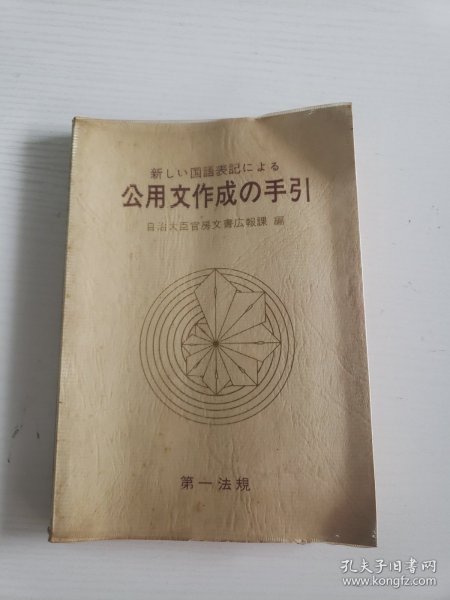 新しい国語表記による
公用文作成の手引
自治大臣官房文書広報課 編
第一法規
孔夫子旧书网
www.kongfz.com